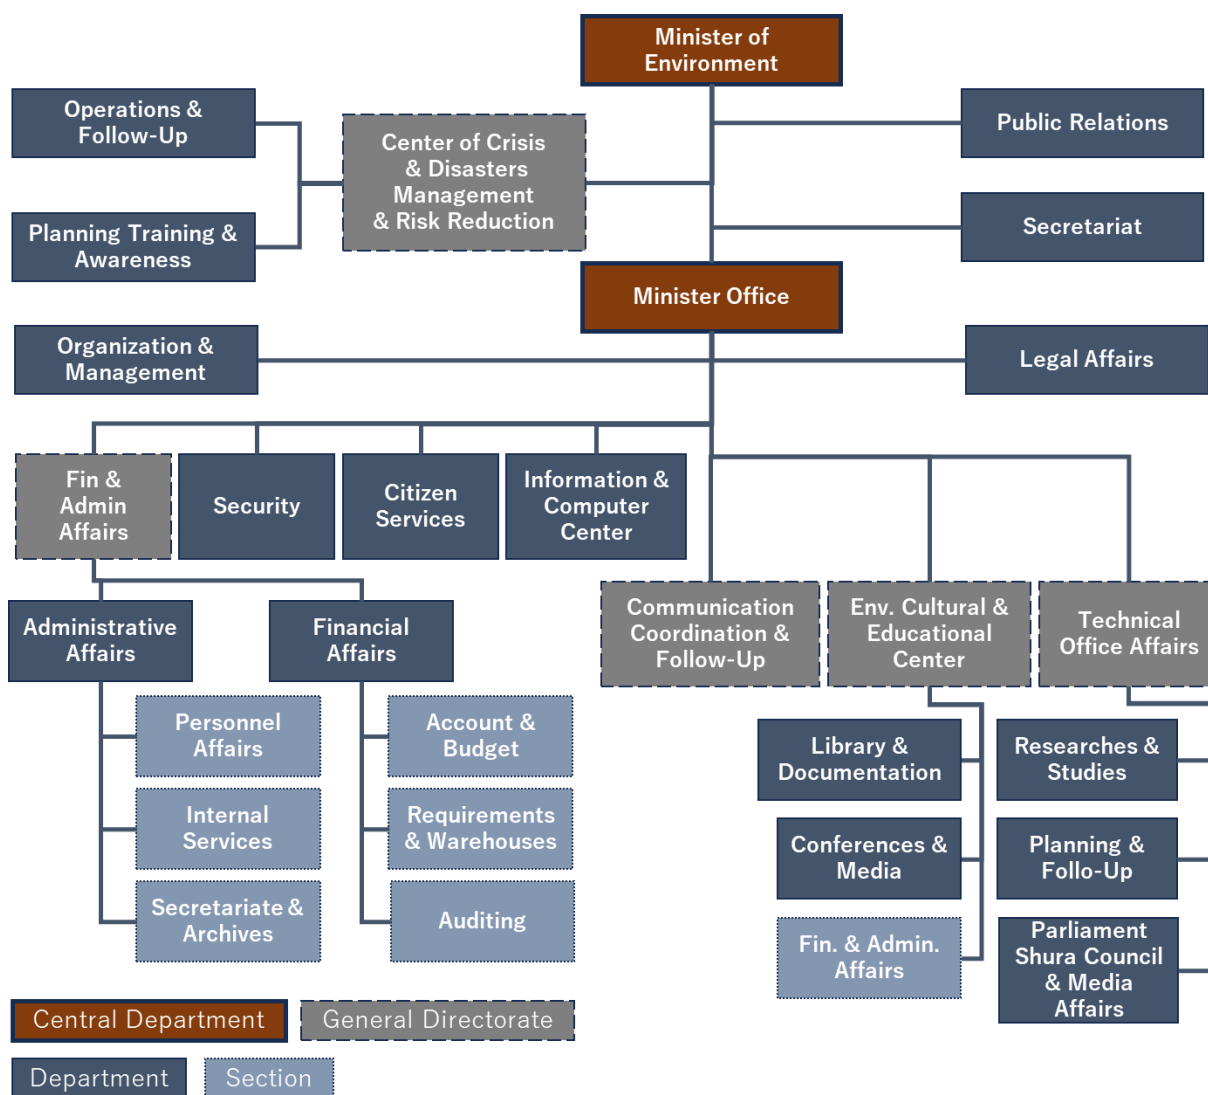 Minister of
Environment
Operations &
Follow-Up
Center of Crisis
& Disasters
Management
& Risk Reduction
Public Relations
Planning Training &
Awareness
Secretariat
Minister Office
Organization &
Management
Legal Affairs
Fin &
Admin
Affairs
Security
Citizen
Services
Information &
Computer
Center
Communication
Coordination &
Follow-Up
Env. Cultural &
Educational
Center
Technical
Office Affairs
Administrative
Affairs
Financial
Affairs
Personnel
Affairs
Account &
Budget
Library &
Documentation
Researches &
Studies
Internal
Services
Requirements
& Warehouses
Conferences &
Media
Planning &
Follo-Up
Secretariate &
Archives
Auditing
Fin. & Admin.
Affairs
Parliament
Shura Council
& Media
Affairs
Central Department
General Directorate
Department
Section